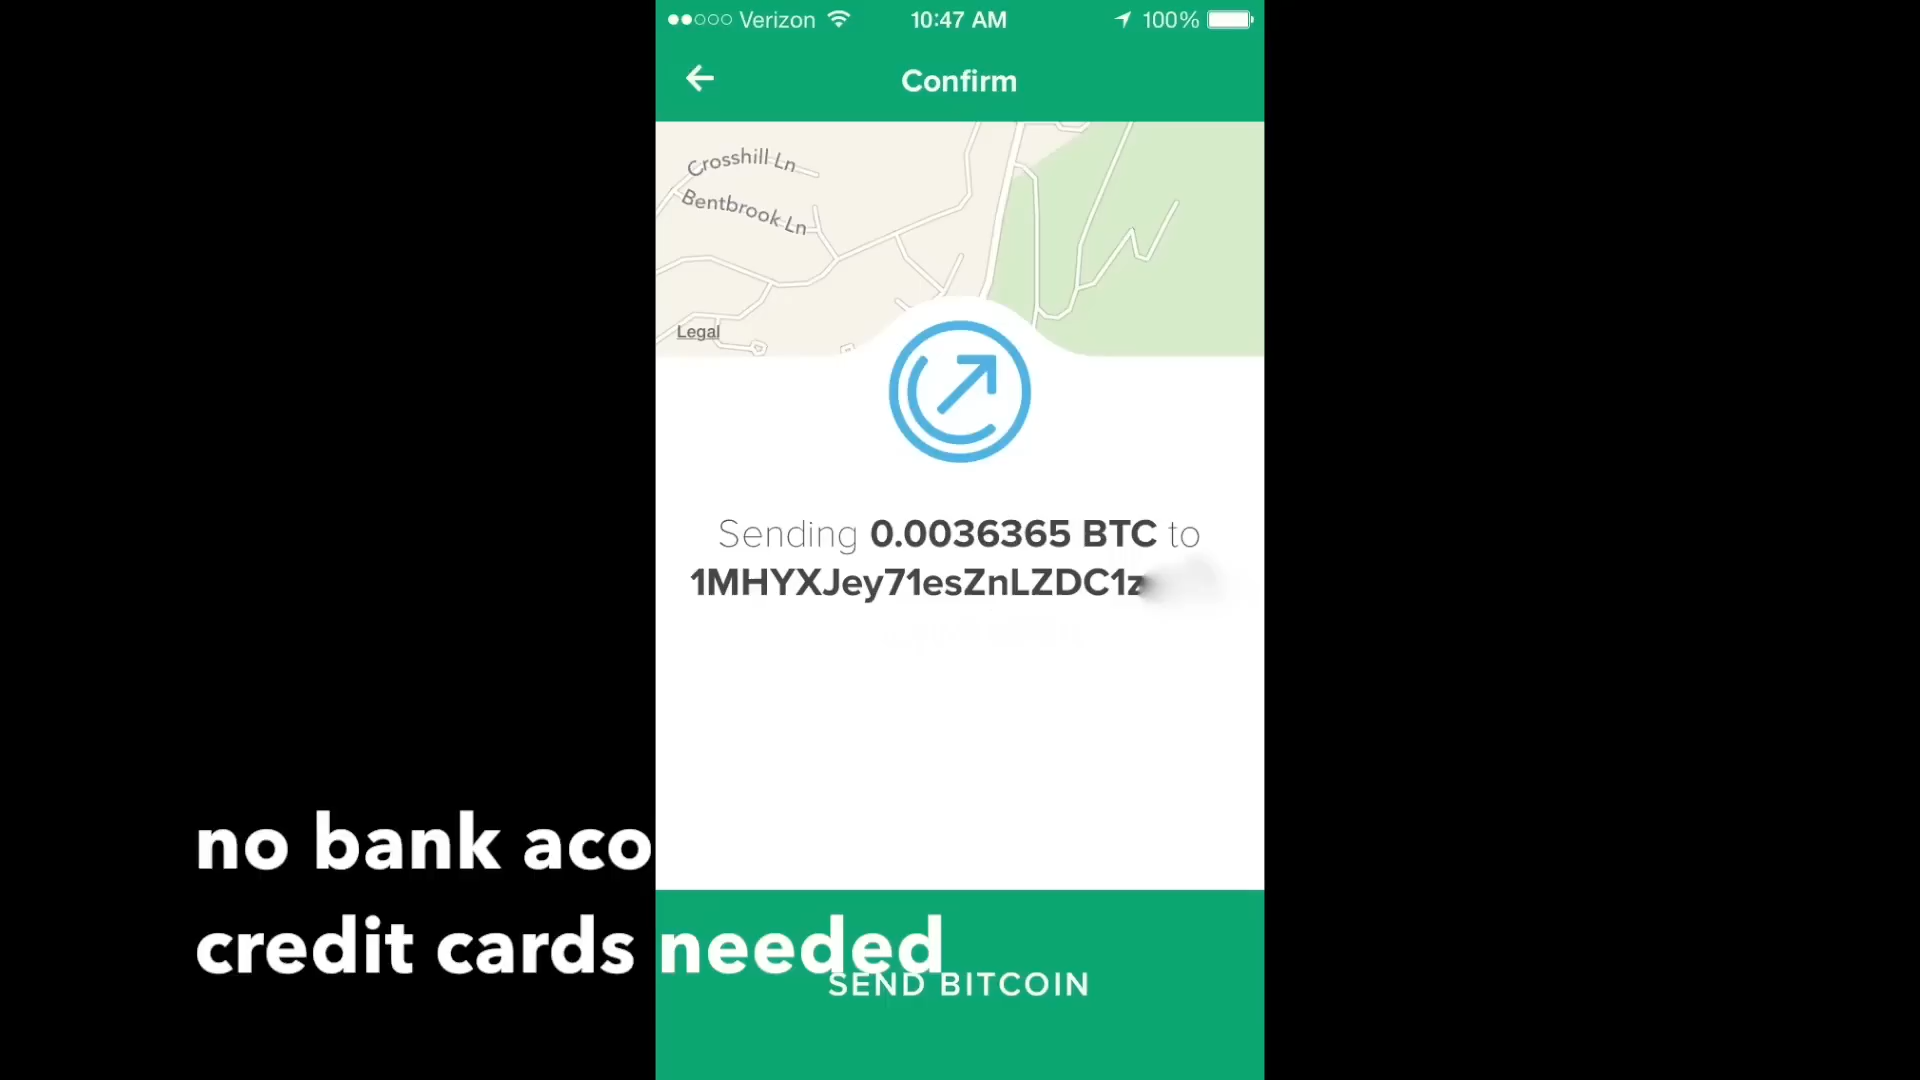 Verizon 10:47 AM 100%
Confirm
Crosshill Ln
Bentbrook Ln
Legal
Sending 0.0036365 BTC to
1MHYXJey71esZnLZDC1z
no bank aco
credit cards needed
SEND BITCOIN